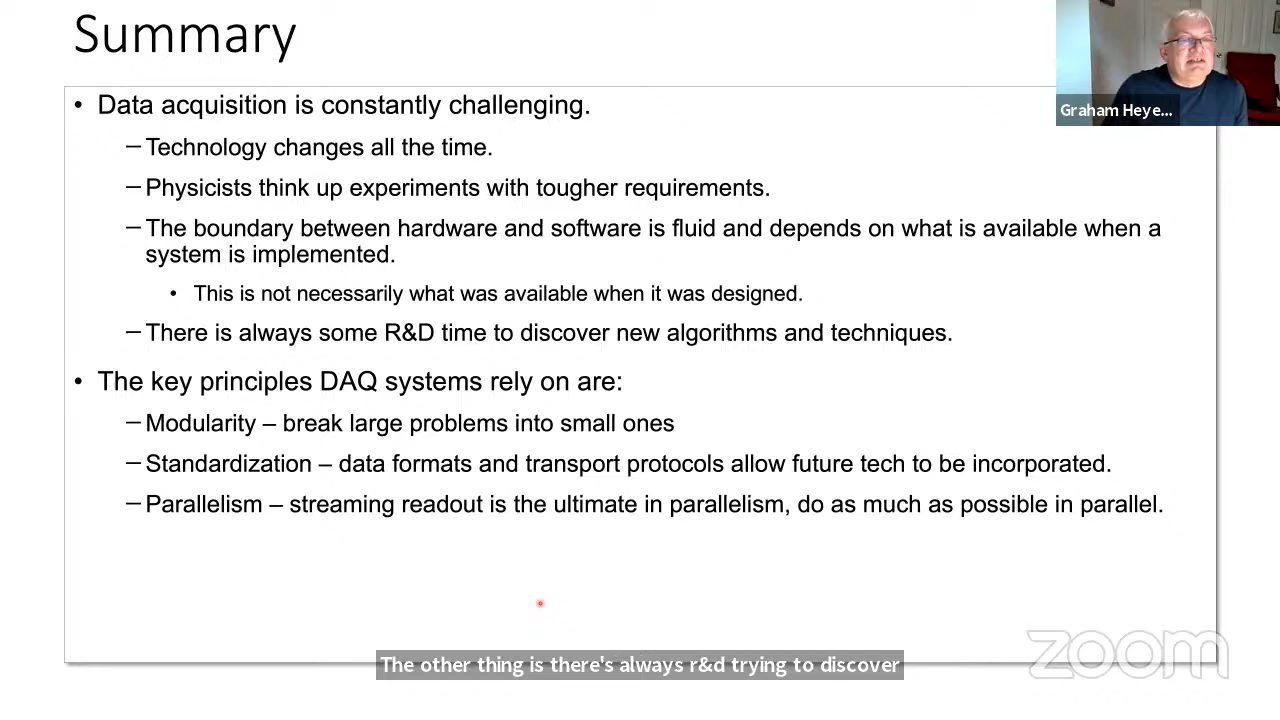 Summary
Graham Heye...
• Data acquisition is constantly challenging.
– Technology changes all the time.
– Physicists think up experiments with tougher requirements.
– The boundary between hardware and software is fluid and depends on what is available when a
system is implemented.
• This is not necessarily what was available when it was designed.
– There is always some R&D time to discover new algorithms and techniques.
• The key principles DAQ systems rely on are:
– Modularity – break large problems into small ones
– Standardization – data formats and transport protocols allow future tech to be incorporated.
– Parallelism – streaming readout is the ultimate in parallelism, do as much as possible in parallel.
zoom
The other thing is there's always r&d trying to discover